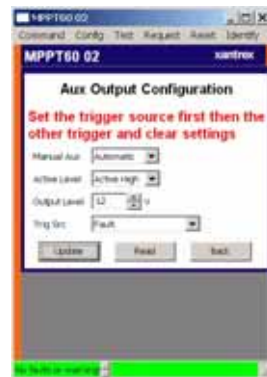 MPPT60 02
Command Config Test Request Reset Identify
MPPT60 02 xantrex
Aux Output Configuration
Set the trigger source first then the
other trigger and clear settings
Manual Aux Automatic
Active Level Active High
Output Level 12 v
Trig Src Fault
Update Read back
No faults or warnings